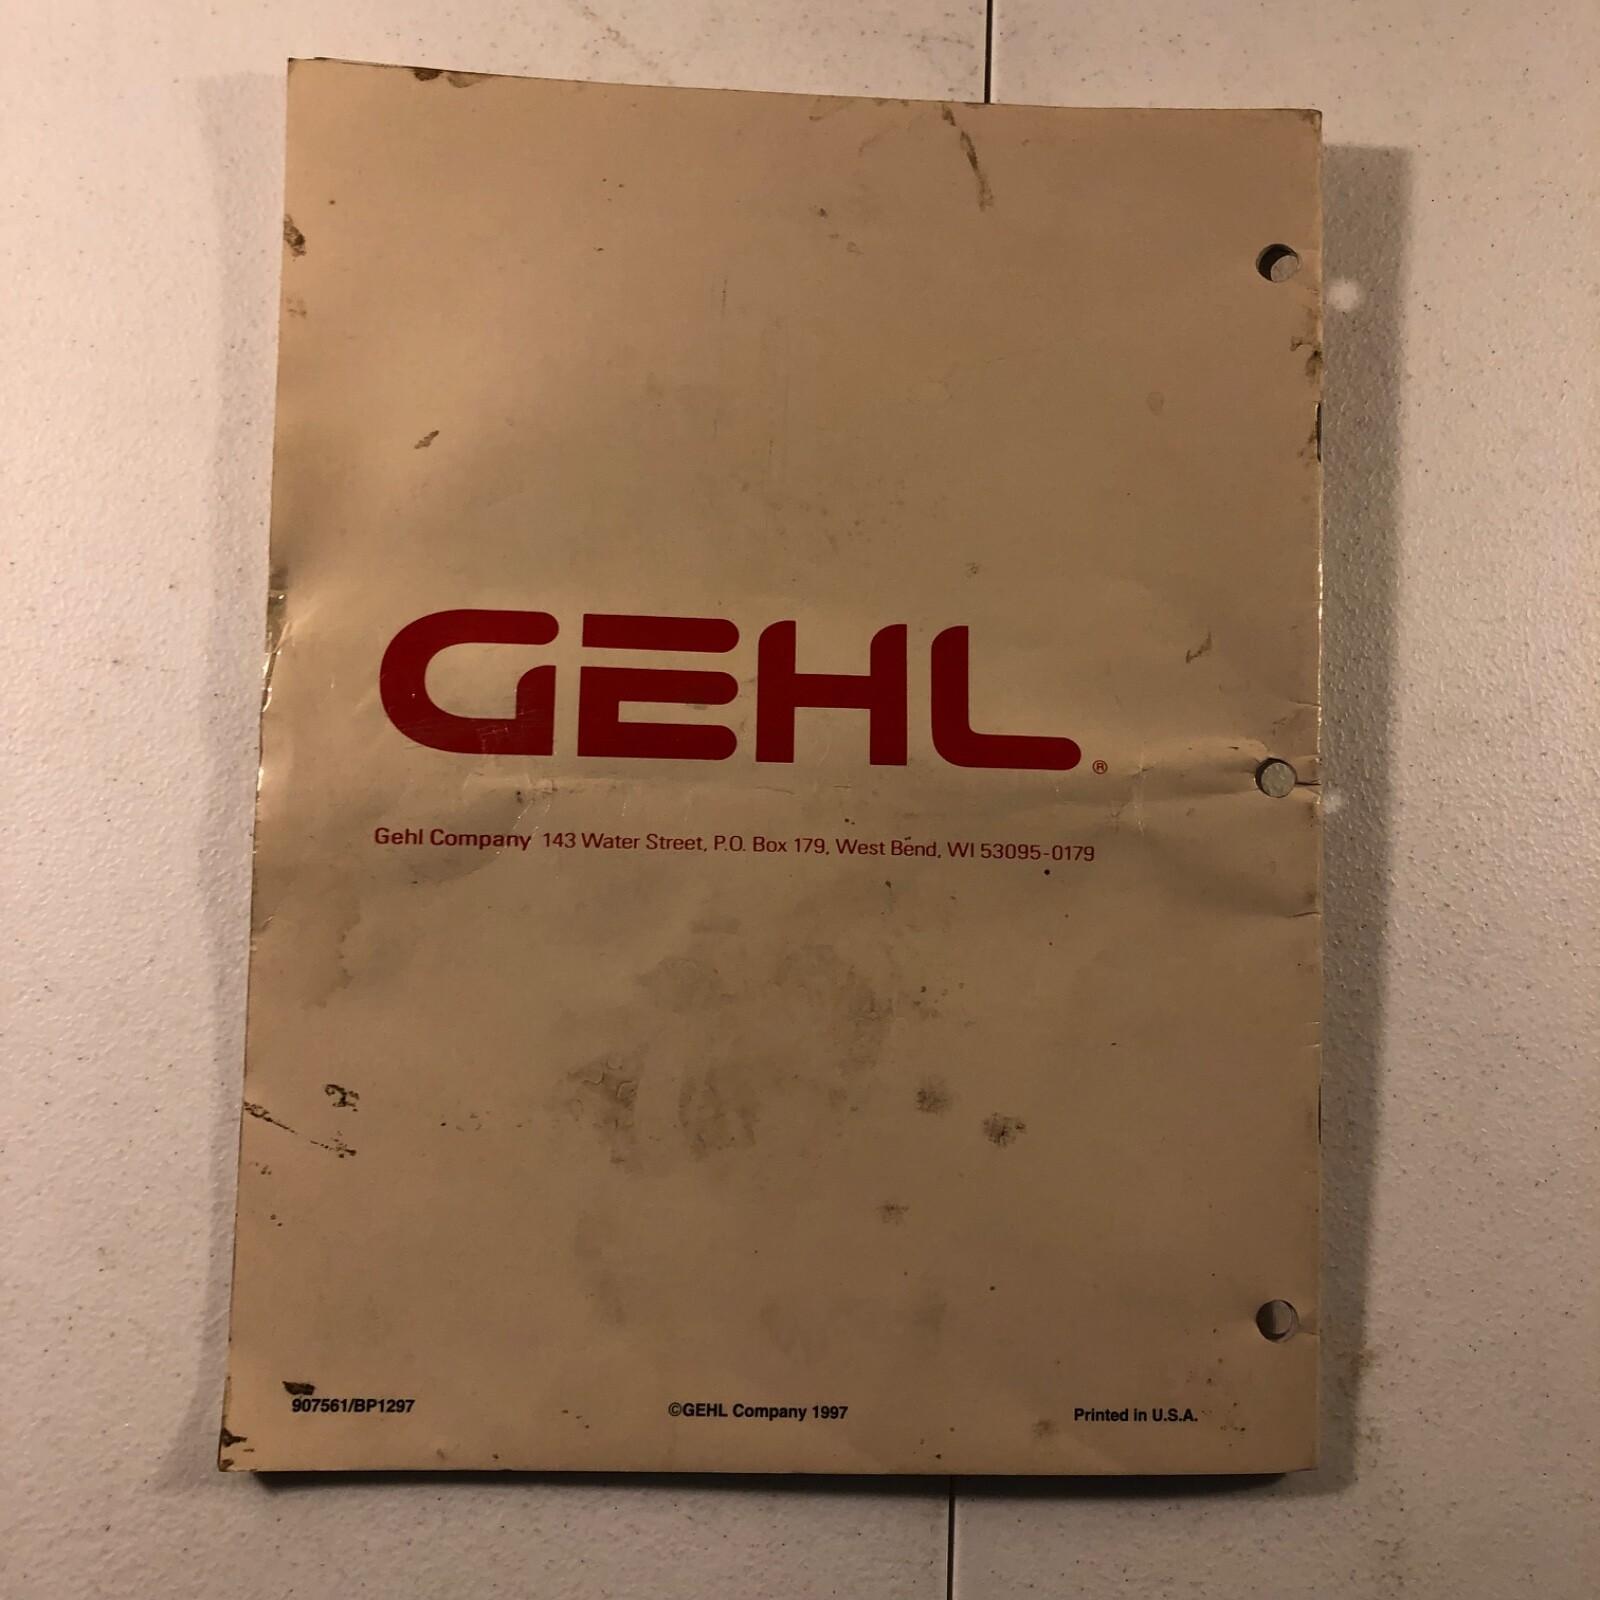 GEHL®
Gehl Company 143 Water Street, P.O. Box 179, West Bend, WI 53095-0179
907561/BP1297 ©GEHL Company 1997 Printed in U.S.A.